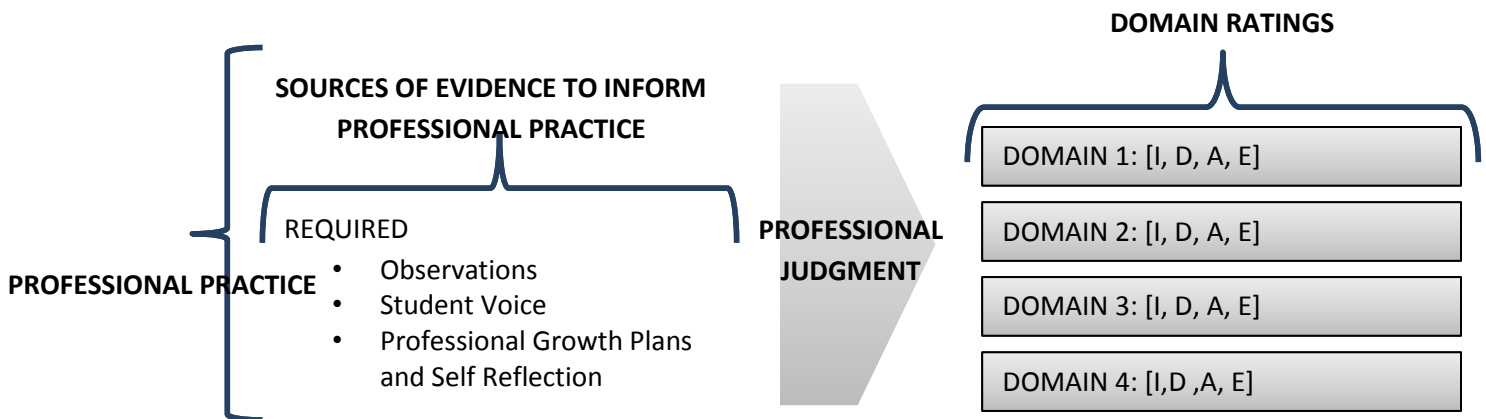 PROFESSIONAL PRACTICE
SOURCES OF EVIDENCE TO INFORM
PROFESSIONAL PRACTICE
REQUIRED
• Observations
• Student Voice
• Professional Growth Plans
and Self Reflection
PROFESSIONAL
JUDGMENT
DOMAIN RATINGS
DOMAIN 1: [I, D, A, E]
DOMAIN 2: [I, D, A, E]
DOMAIN 3: [I, D, A, E]
DOMAIN 4: [I,D ,A, E]